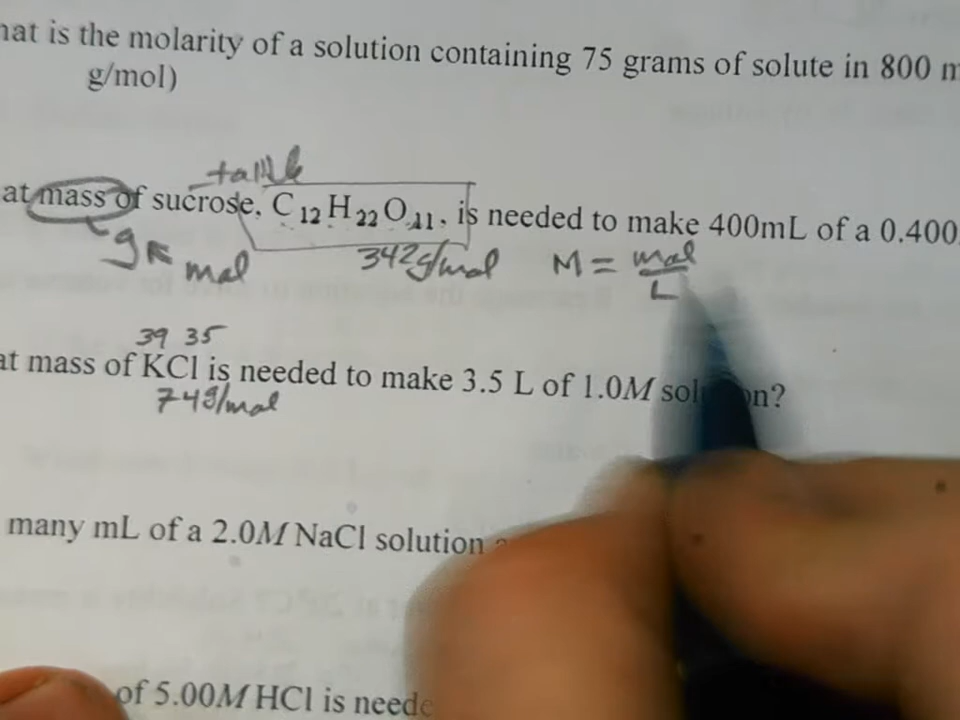 hat is the molarity of a solution containing 75 grams of solute in 800 m
g/mol)
table
at mass of sucrose, C12H22O11, is needed to make 400mL of a 0.400
g mol 342g/mol M = mol/L
39 35
at mass of KCl is needed to make 3.5 L of 1.0M solution?
74g/mol
many mL of a 2.0M NaCl solution
of 5.00M HCl is neede